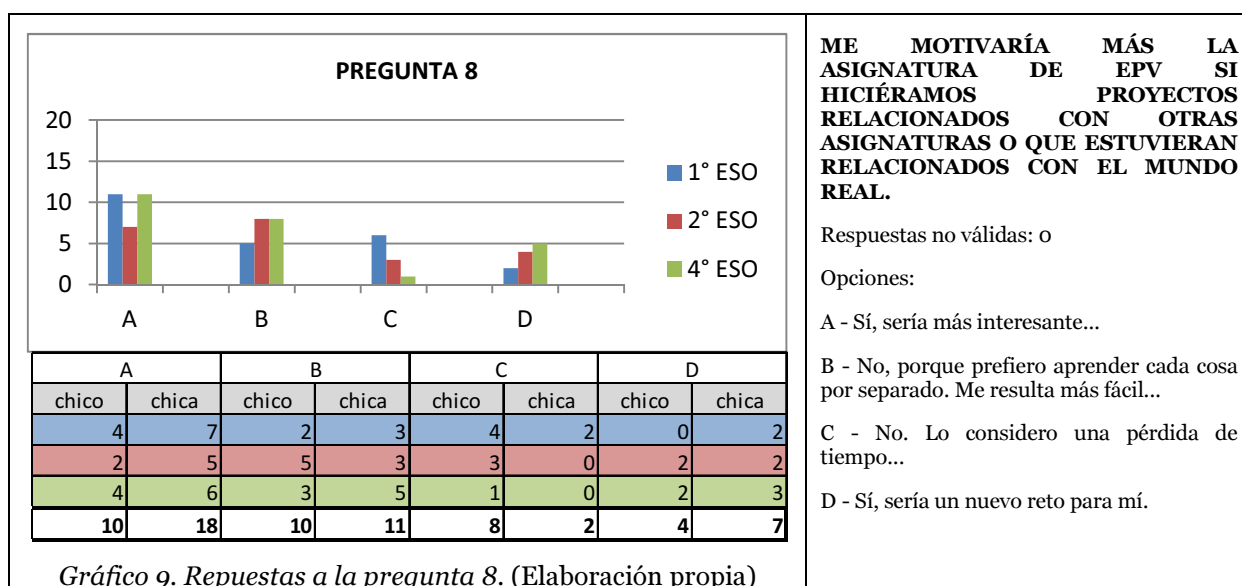 PREGUNTA 8
20
15
10
5
0
A B C D
1° ESO
2° ESO
4° ESO
A B C D
chico chica chico chica chico chica chico chica
4 7 2 3 4 2 0 2
2 5 5 3 3 0 2 2
4 6 3 5 1 0 2 3
10 18 10 11 8 2 4 7
Gráfico 9. Repuestas a la pregunta 8. (Elaboración propia)
ME MOTIVARÍA MÁS LA
ASIGNATURA DE EPV SI
HICIÉRAMOS PROYECTOS
RELACIONADOS CON OTRAS
ASIGNATURAS O QUE ESTUVIERAN
RELACIONADOS CON EL MUNDO
REAL.
Respuestas no válidas: 0
Opciones:
A - Sí, sería más interesante...
B - No, porque prefiero aprender cada cosa
por separado. Me resulta más fácil...
C - No. Lo considero una pérdida de
tiempo...
D - Sí, sería un nuevo reto para mí.